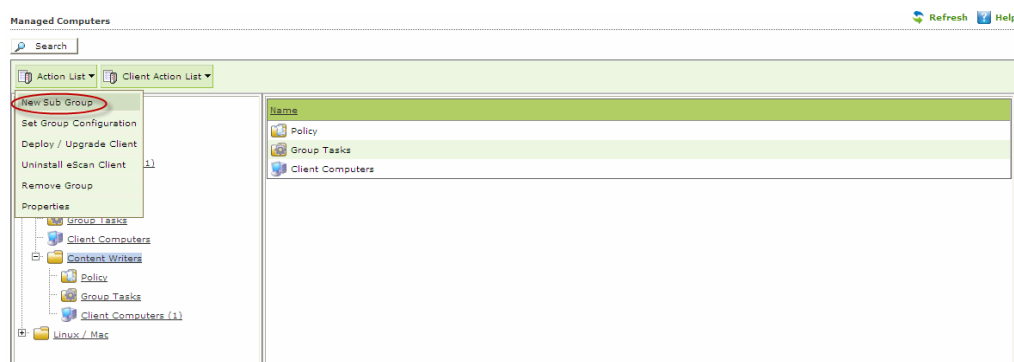 Managed Computers
Refresh Help
Search
Action List Client Action List
New Sub Group
Set Group Configuration
Deploy / Upgrade Client
Uninstall eScan Client
1)
Remove Group
Properties
Group Tasks
Client Computers
Content Writers
Policy
Group Tasks
Client Computers (1)
Linux / Mac
Name
Policy
Group Tasks
Client Computers